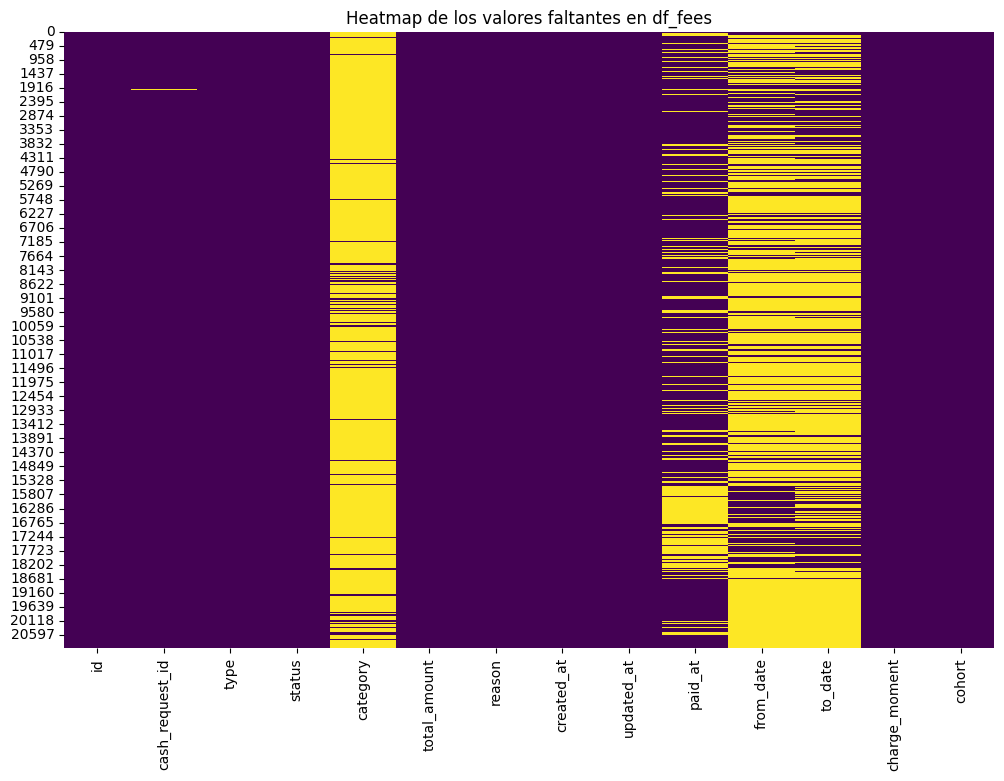 Heatmap de los valores faltantes en df_fees
0
479
958
1437
1916
2395
2874
3353
3832
4311
4790
5269
5748
6227
6706
7185
7664
8143
8622
9101
9580
10059
10538
11017
11496
11975
12454
12933
13412
13891
14370
14849
15328
15807
16286
16765
17244
17723
18202
18681
19160
19639
20118
20597
id
cash_request_id
type
status
category
total_amount
reason
created_at
updated_at
paid_at
from_date
to_date
charge_moment
cohort